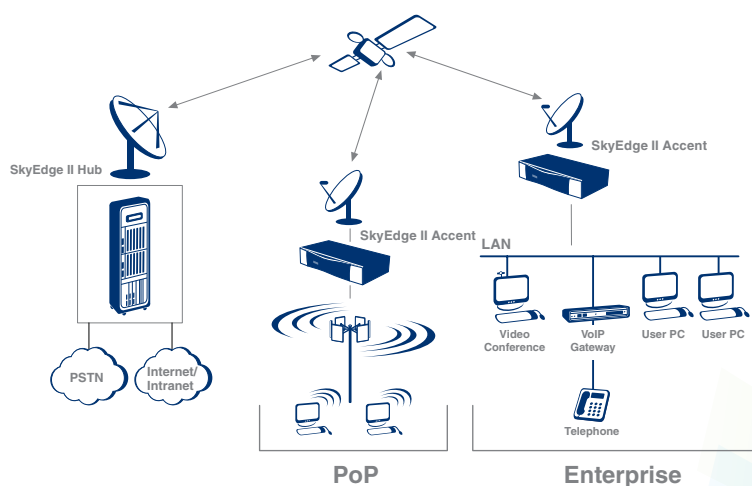 SkyEdge II Accent
SkyEdge II Hub
SkyEdge II Accent
LAN
Video
Conference
VoIP
Gateway
User PC
User PC
PSTN
Internet/
Intranet
Telephone
PoP
Enterprise